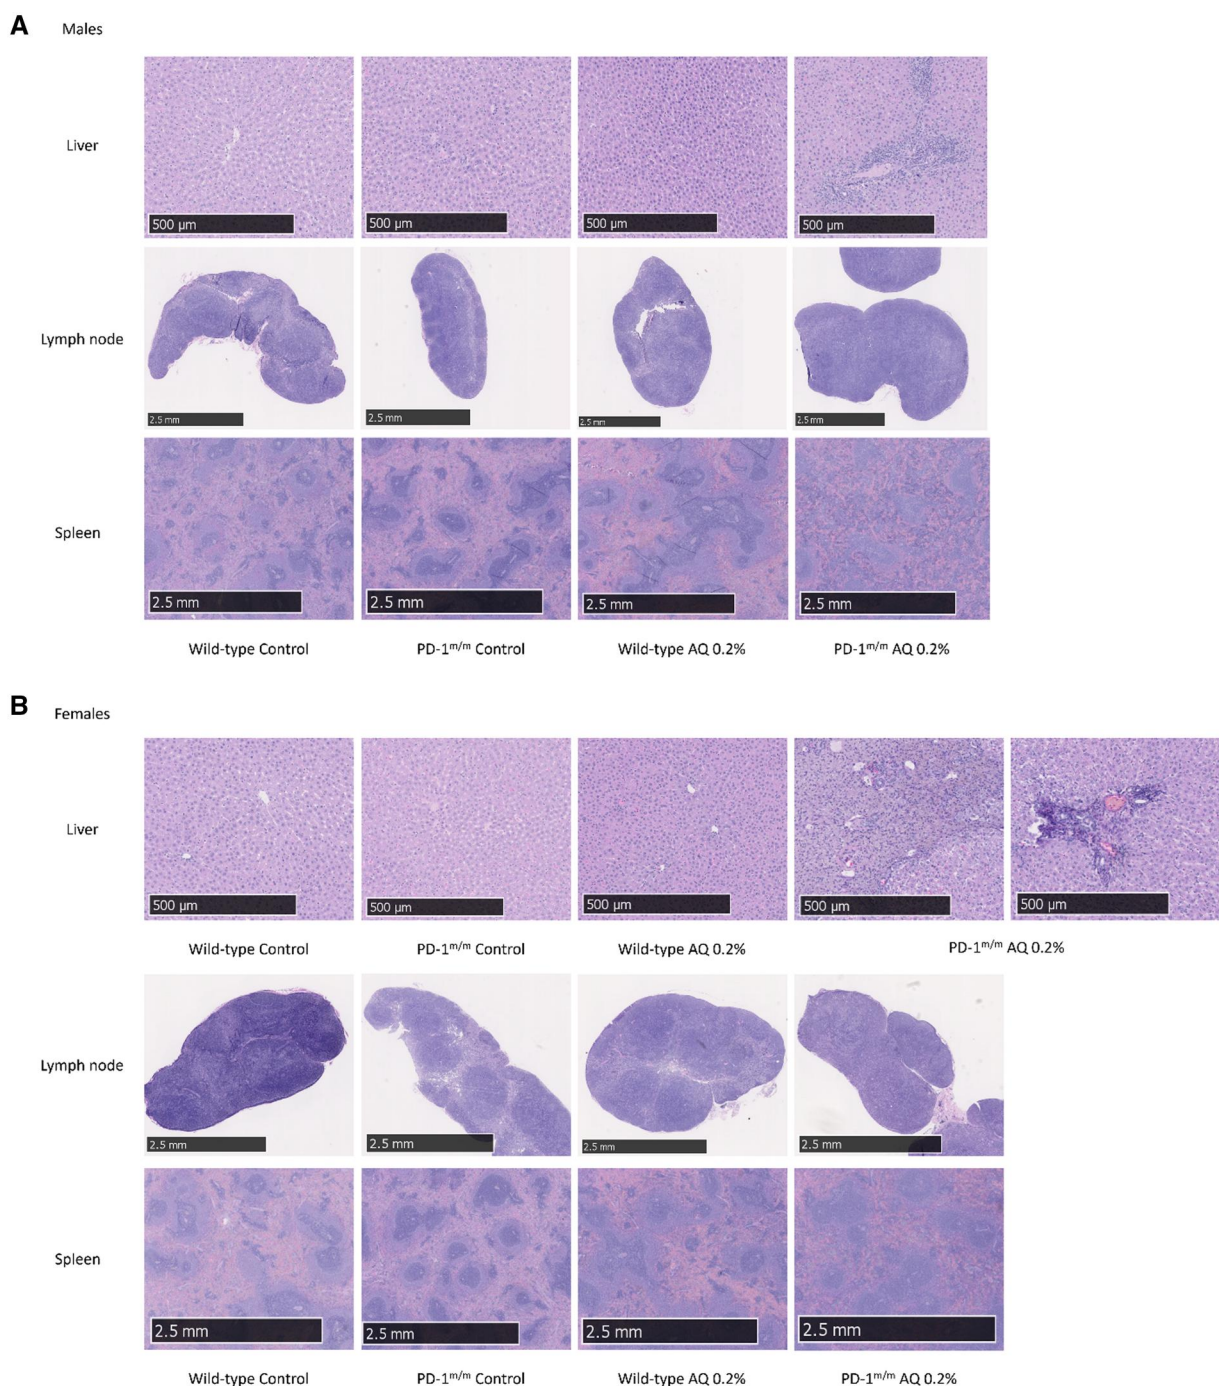 A Males
Liver
500 µm 500 µm 500 µm 500 µm
Lymph node
2.5 mm 2.5 mm 2.5 mm 2.5 mm
Spleen
2.5 mm 2.5 mm 2.5 mm 2.5 mm
Wild-type Control PD-1m/m Control Wild-type AQ 0.2% PD-1m/m AQ 0.2%
B Females
Liver
500 µm 500 µm 500 µm 500 µm 500 µm
Wild-type Control PD-1m/m Control Wild-type AQ 0.2% PD-1m/m AQ 0.2%
Lymph node
2.5 mm 2.5 mm 2.5 mm 2.5 mm
Spleen
2.5 mm 2.5 mm 2.5 mm 2.5 mm
Wild-type Control PD-1m/m Control Wild-type AQ 0.2% PD-1m/m AQ 0.2%